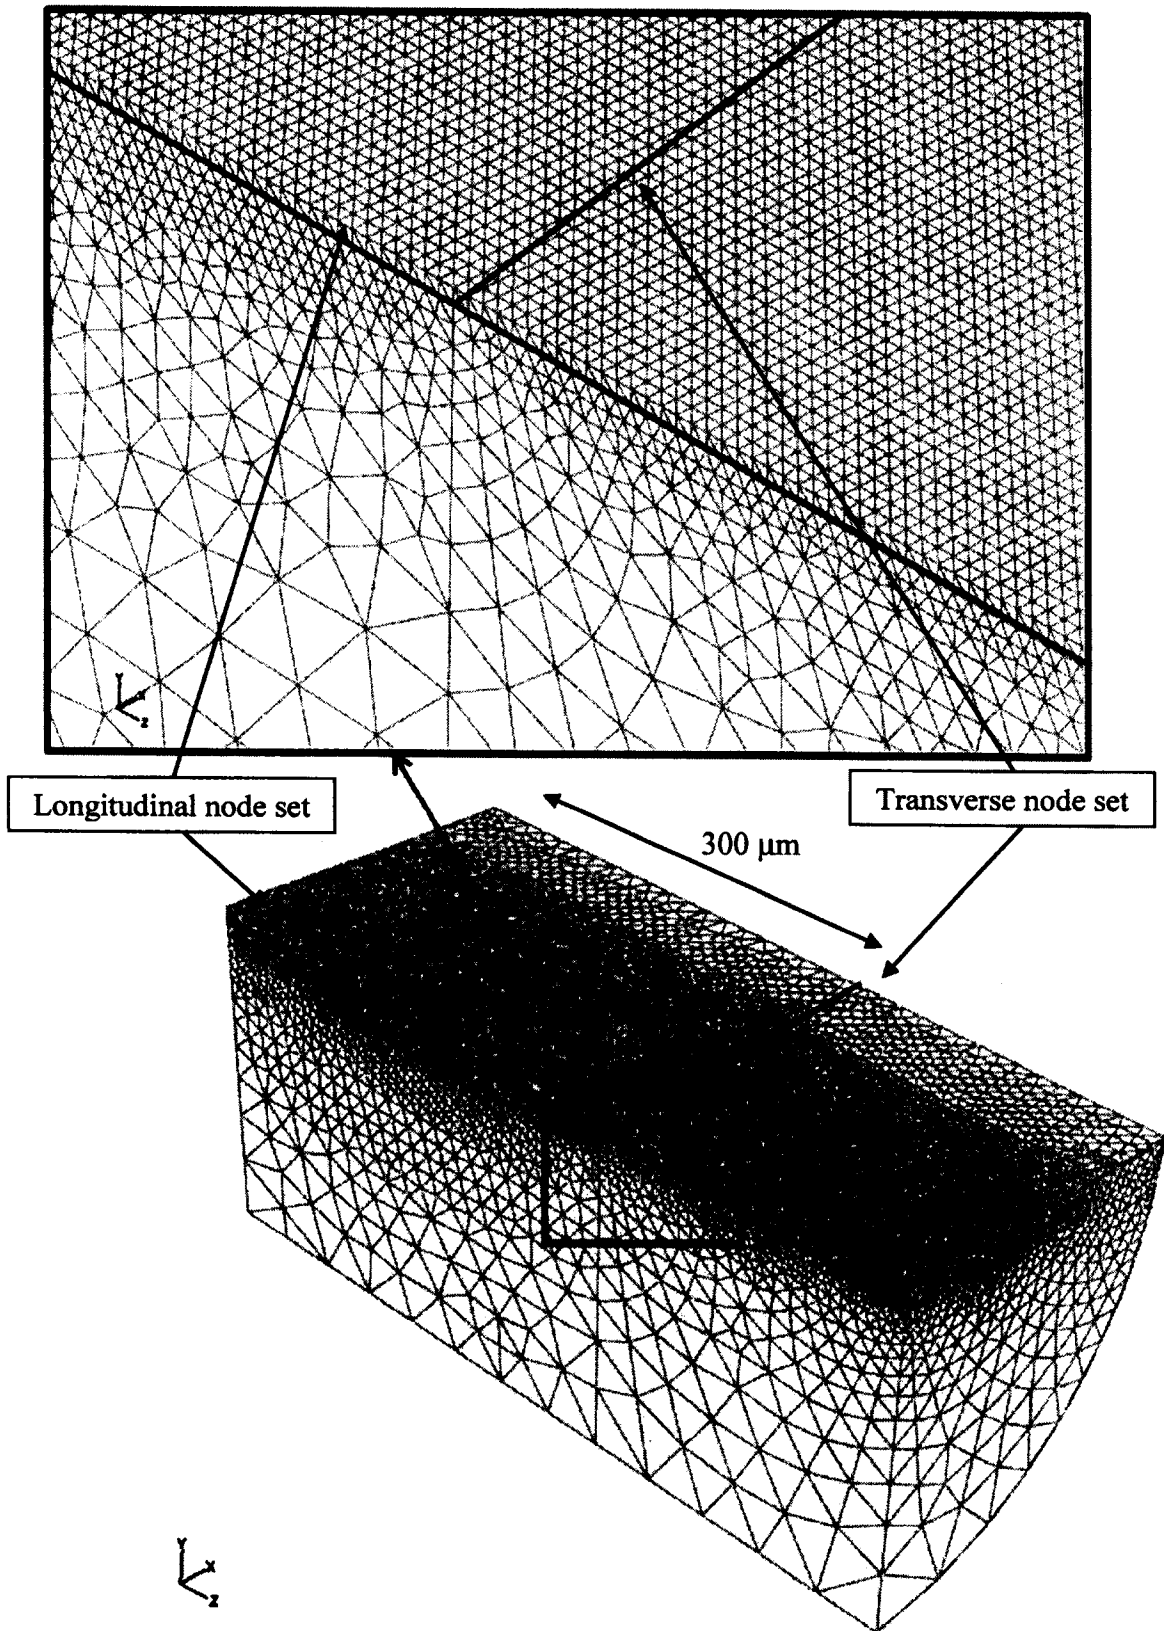 Y
X
Z
Longitudinal node set
Transverse node set
300 µm
Y
X
Z